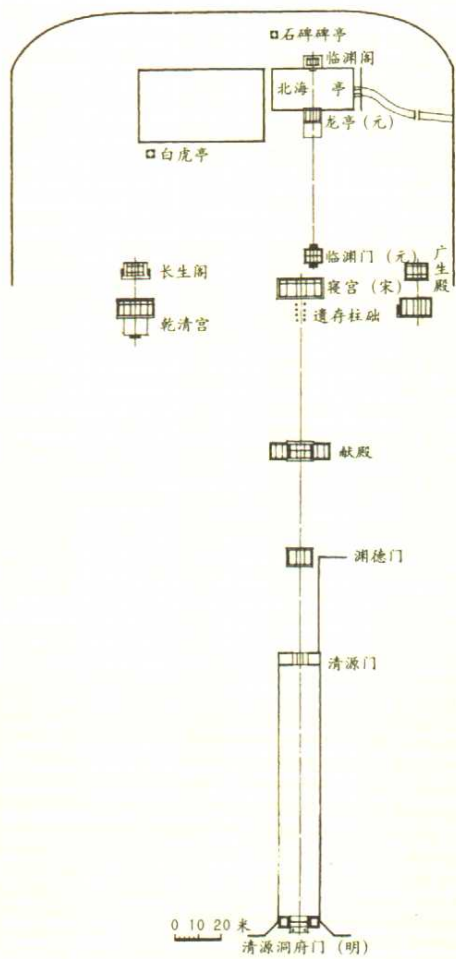 石碑碑亭
临渊阁
北海亭
龙亭（元）
白虎亭
临渊门（元）
广生殿
长生阁
寝宫（宋）
遗存柱础
乾清宫
献殿
渊德门
清源门
0 10 20 米
清源洞府门（明）